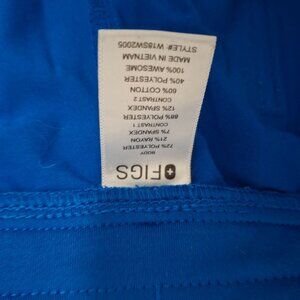 FIGS
BODY
72% POLYESTER
21% RAYON
7% SPANDEX
CONTRAST 1
88% POLYESTER
12% SPANDEX
CONTRAST 2
60% COTTON
40% POLYESTER
100% AWESOME
MADE IN VIETNAM
STYLE#: W18SW2005